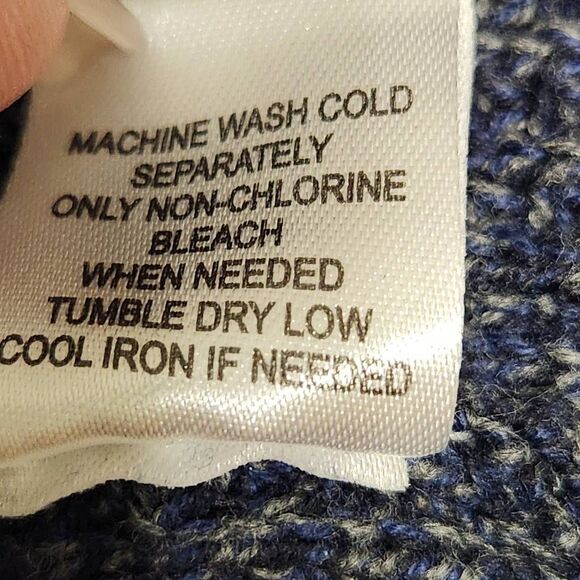 MACHINE WASH COLD
SEPARATELY
ONLY NON-CHLORINE
BLEACH
WHEN NEEDED
TUMBLE DRY LOW
COOL IRON IF NEEDED